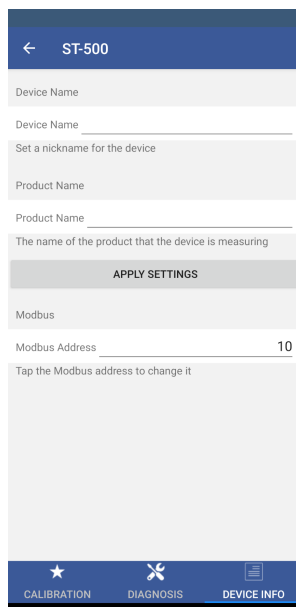 ST-500
Device Name
Device Name
Set a nickname for the device
Product Name
Product Name
The name of the product that the device is measuring
APPLY SETTINGS
Modbus
Modbus Address 10
Tap the Modbus address to change it
CALIBRATION DIAGNOSIS DEVICE INFO